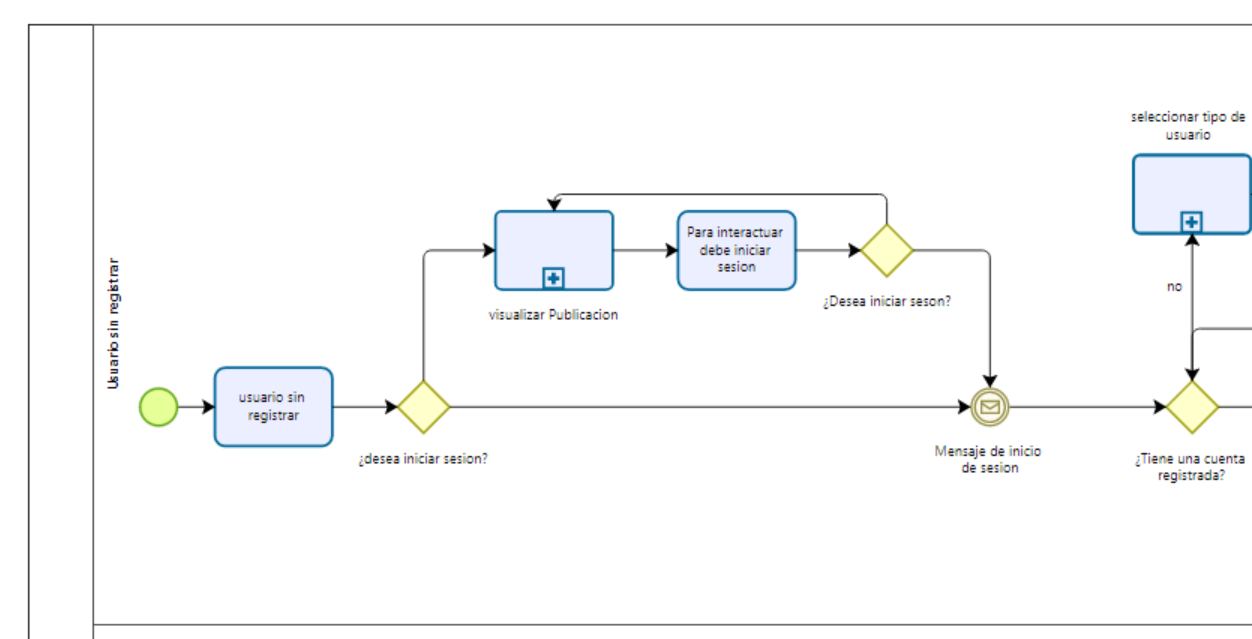 seleccionar tipo de
usuario
Para interactuar
debe iniciar
sesion
no
¿Desea iniciar seson?
visualizar Publicacion
Usuario sin registrar
usuario sin
registrar
¿desea iniciar sesion?
Mensaje de inicio
de sesion
¿Tiene una cuenta
registrada?